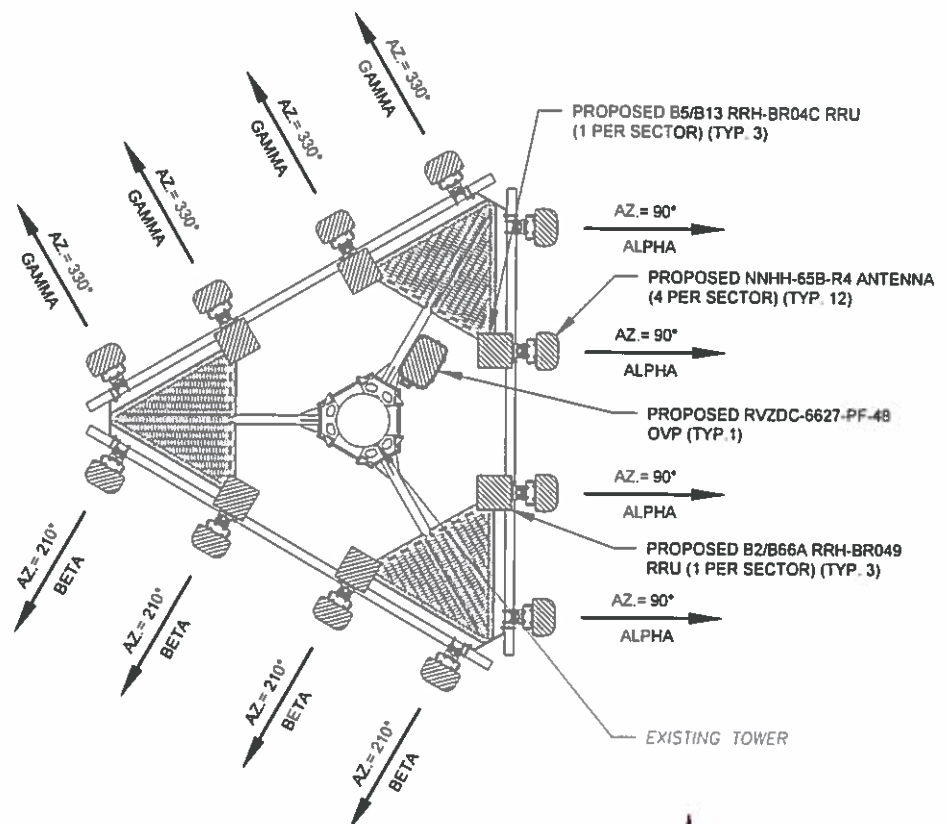 AZ.= 330°
GAMMA
AZ.= 330°
GAMMA
AZ.= 330°
GAMMA
AZ.= 330°
GAMMA
PROPOSED B5/B13 RRH-BR04C RRU
(1 PER SECTOR) (TYP. 3)
AZ.= 90°
ALPHA
PROPOSED NNHH-65B-R4 ANTENNA
(4 PER SECTOR) (TYP. 12)
AZ.= 90°
ALPHA
PROPOSED RVZDC-6627-PF-48
OVP (TYP.1)
AZ.= 90°
ALPHA
PROPOSED B2/B66A RRH-BR049
RRU (1 PER SECTOR) (TYP. 3)
AZ.= 90°
ALPHA
EXISTING TOWER
AZ.= 210°
BETA
AZ.= 210°
BETA
AZ.= 210°
BETA
AZ.= 210°
BETA